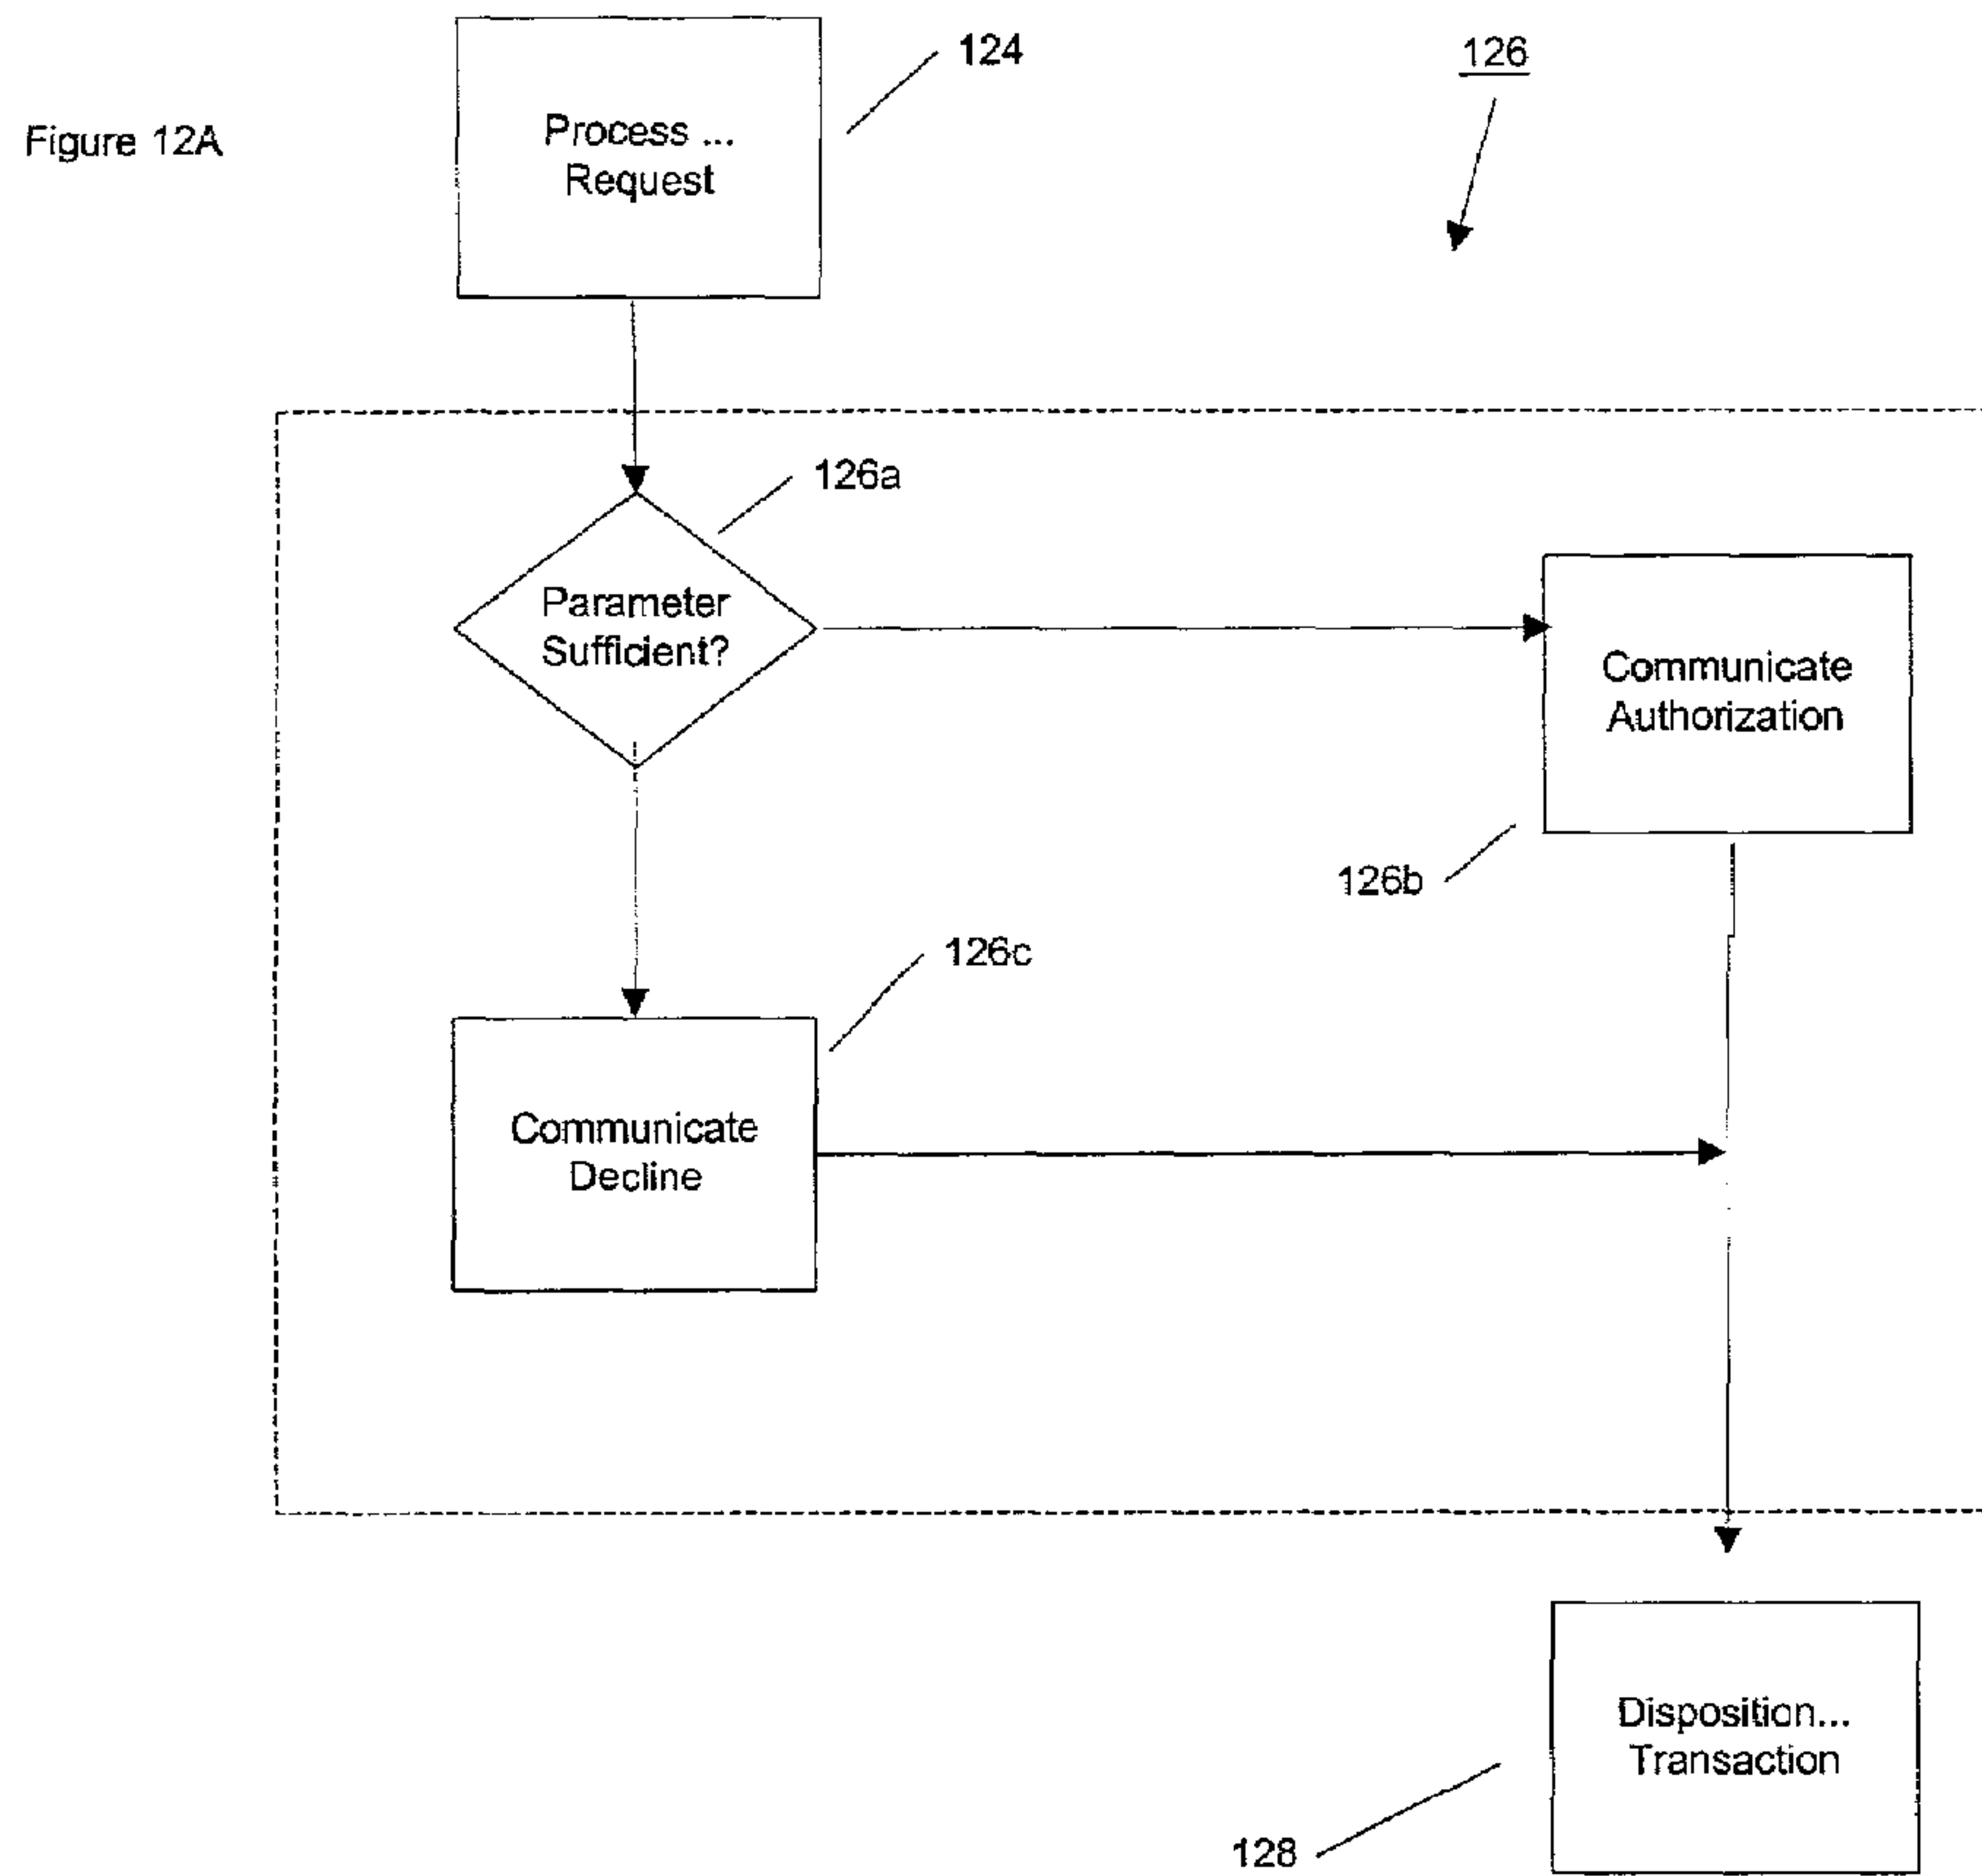 Figure 12A
Process ...
Request
124
126
126a
Parameter
Sufficient?
Communicate
Authorization
126b
126c
Communicate
Decline
Disposition...
Transaction
128